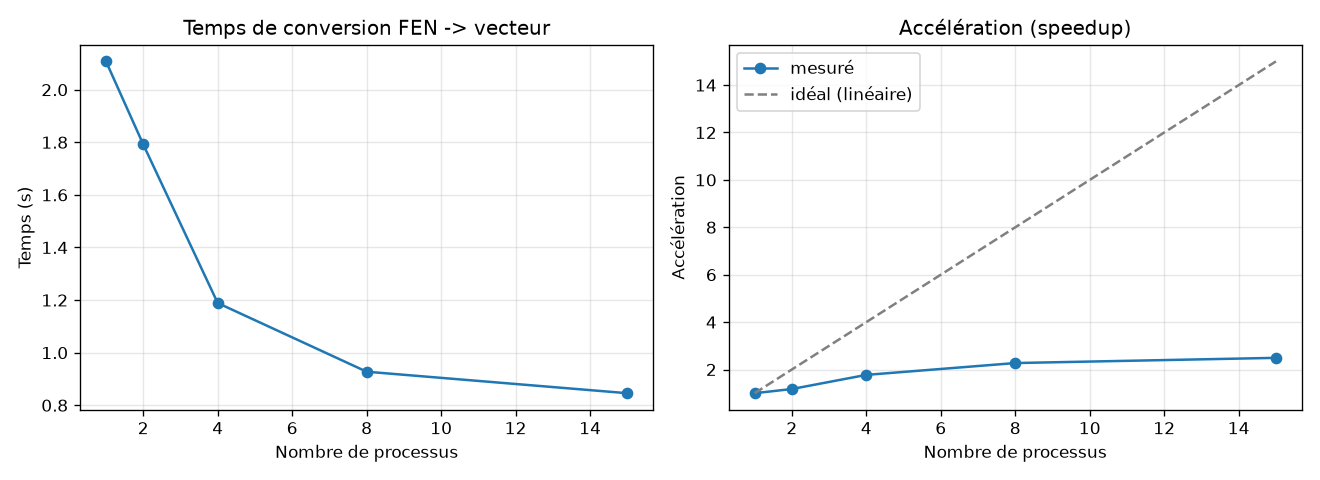 Temps de conversion FEN -> vecteur
2.0
1.8
1.6
1.4
1.2
1.0
0.8
Temps (s)
2 4 6 8 10 12 14
Nombre de processus
Accélération (speedup)
mesuré
idéal (linéaire)
14
12
10
8
6
4
2
Accélération
2 4 6 8 10 12 14
Nombre de processus